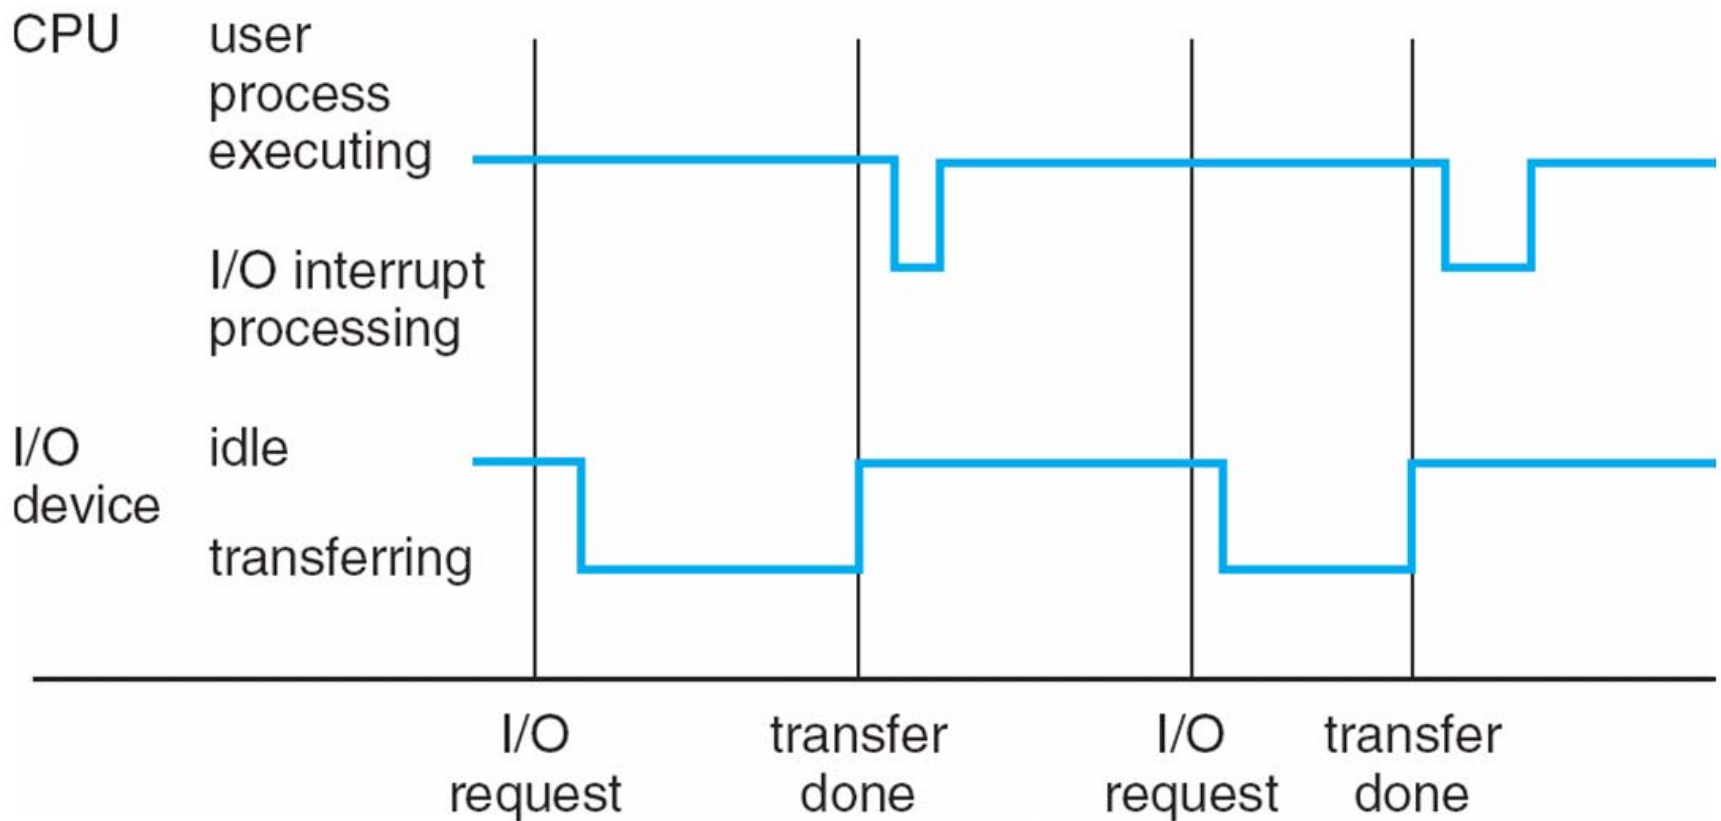 CPU
user
process
executing
I/O interrupt
processing
I/O
device
idle
transferring
I/O
request
transfer
done
I/O
request
transfer
done